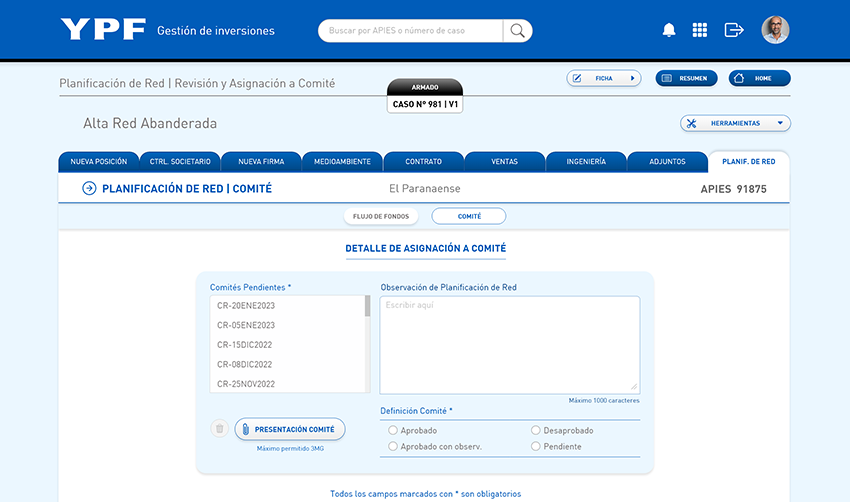 YPF Gestión de inversiones
Buscar por APIES o número de caso
Planificación de Red | Revisión y Asignación a Comité
ARMADO
CASO Nº 981 | V1
FICHA
RESUMEN
HOME
Alta Red Abanderada
HERRAMIENTAS
NUEVA POSICIÓN
CTRL. SOCIETARIO
NUEVA FIRMA
MEDIOAMBIENTE
CONTRATO
VENTAS
INGENIERÍA
ADJUNTOS
PLANIF. DE RED
PLANIFICACIÓN DE RED | COMITÉ
El Paranaense
APIES 91875
FLUJO DE FONDOS
COMITÉ
DETALLE DE ASIGNACIÓN A COMITÉ
Comités Pendientes *
CR-20ENE2023
CR-05ENE2023
CR-15DIC2022
CR-08DIC2022
CR-25NOV2022
PRESENTACIÓN COMITÉ
Máximo permitido 3MG
Observación de Planificación de Red
Escribir aquí
Máximo 1000 caracteres
Definición Comité *
Aprobado
Desaprobado
Aprobado con observ.
Pendiente
Todos los campos marcados con * son obligatorios